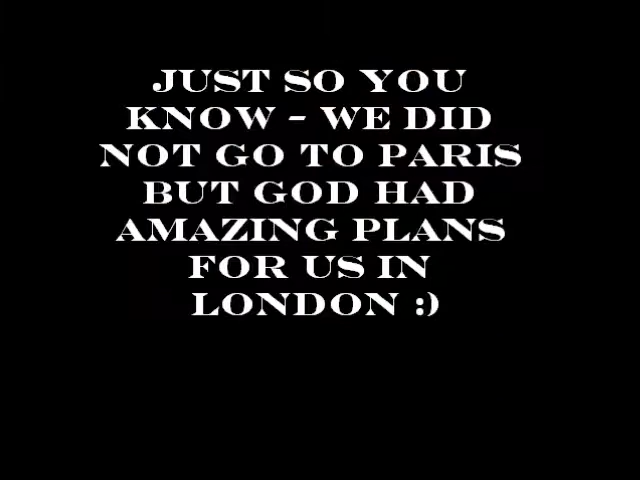 JUST SO YOU
KNOW - WE DID
NOT GO TO PARIS
BUT GOD HAD
AMAZING PLANS
FOR US IN
LONDON :)